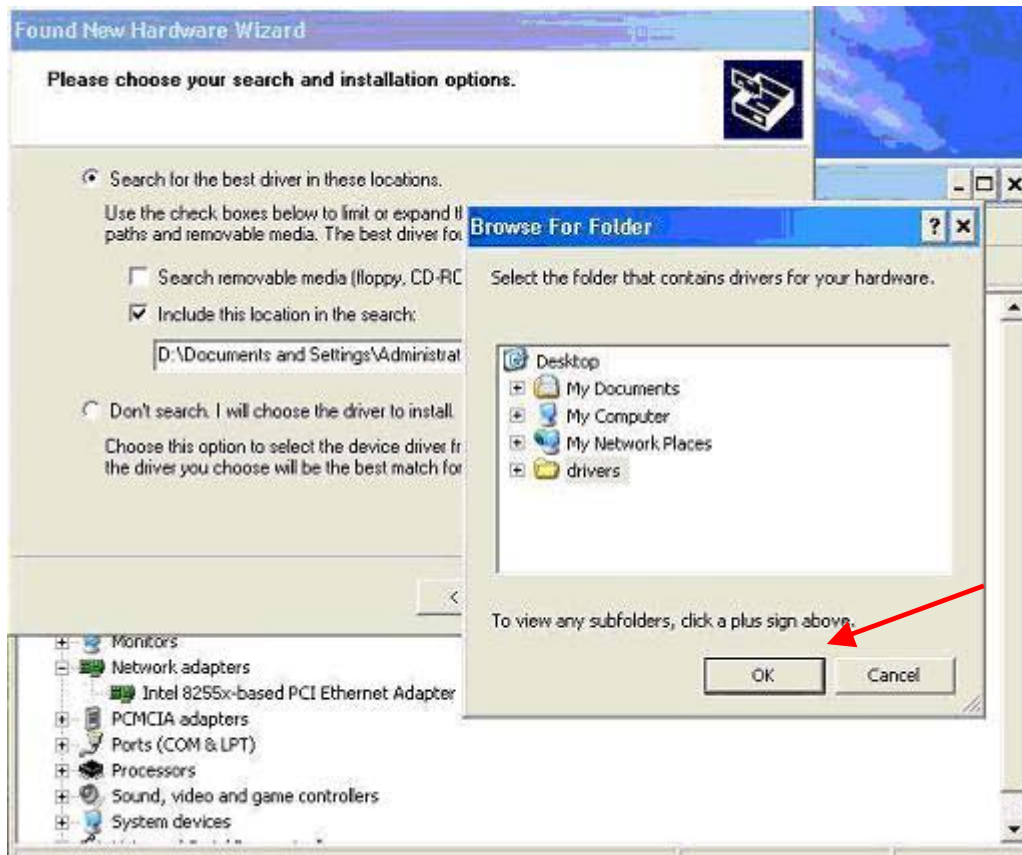 Found New Hardware Wizard
Please choose your search and installation options.
Search for the best driver in these locations.
Use the check boxes below to limit or expand
paths and removable media. The best driver
Search removable media (floppy,
Include this location in the search:
D:\Documents and Settings\Administrat
Don't search. I will choose the driver to install.
Choose this option to select the device driver
the driver you choose will be the best match for
<
Browse For Folder
Select the folder that contains drivers for your hardware.
Desktop
My Documents
My Computer
My Network Places
drivers
To view any subfolders, click a plus sign above.
OK
Cancel
Monitors
Network adapters
Intel 8255x-based PCI Ethernet Adapter
PCMCIA adapters
Ports (COM & LPT)
Processors
Sound, video and game controllers
System devices